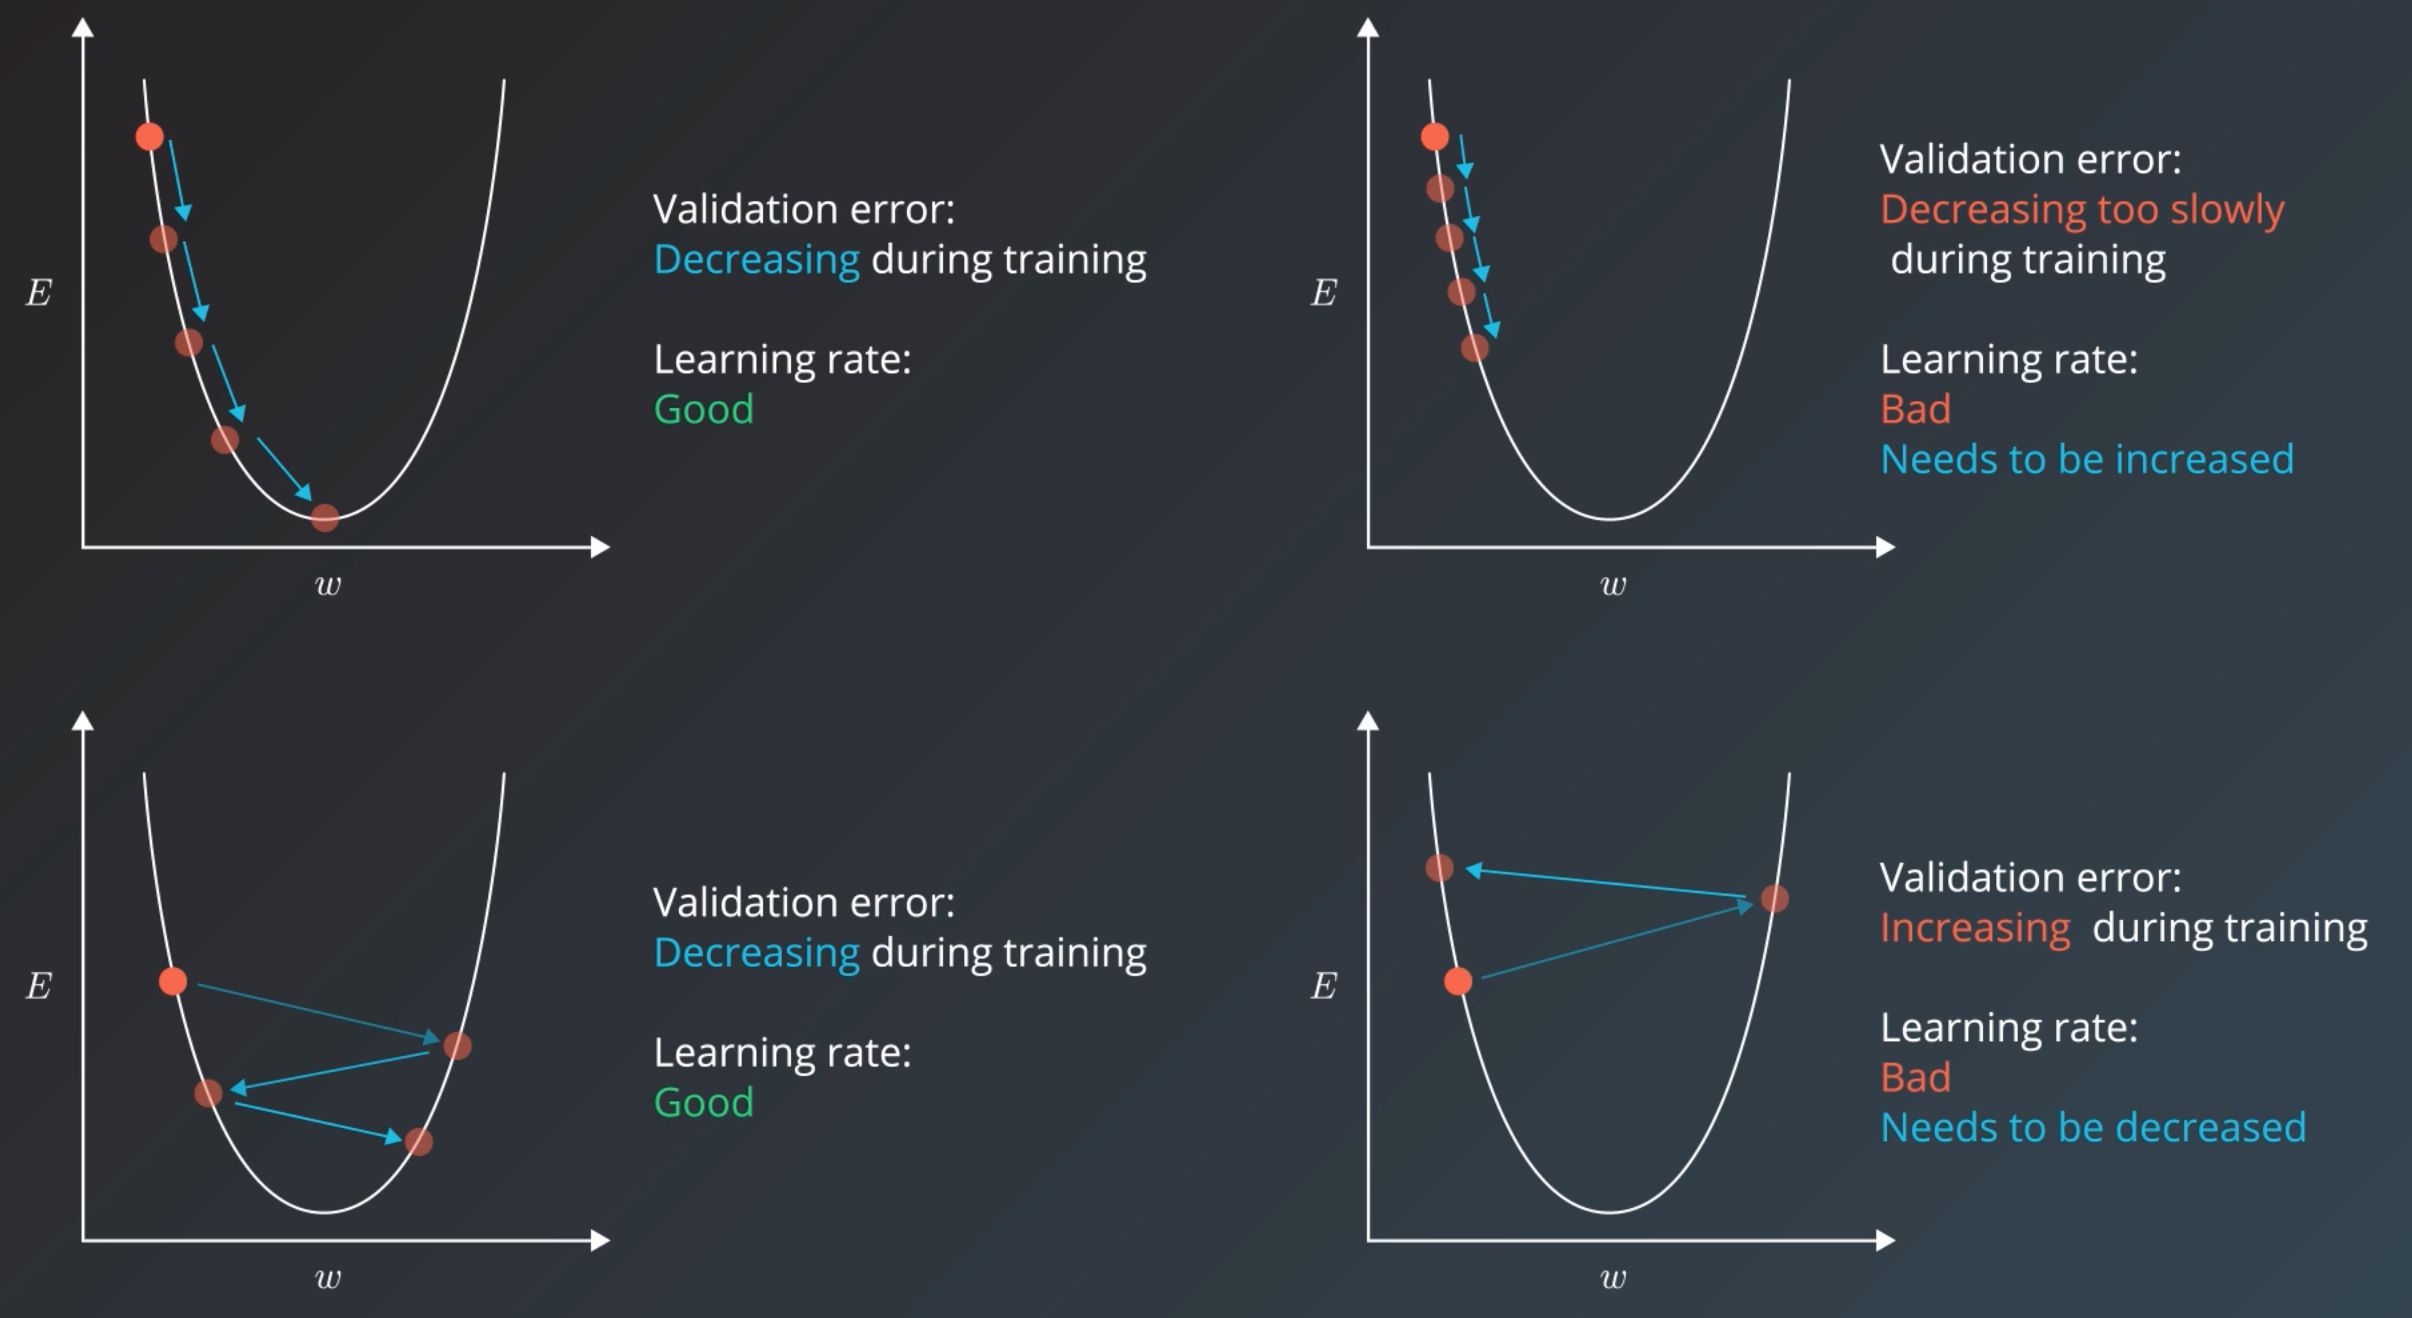 E
w
Validation error:
Decreasing during training
Learning rate:
Good
E
w
Validation error:
Decreasing too slowly
during training
Learning rate:
Bad
Needs to be increased
E
w
Validation error:
Decreasing during training
Learning rate:
Good
E
w
Validation error:
Increasing during training
Learning rate:
Bad
Needs to be decreased